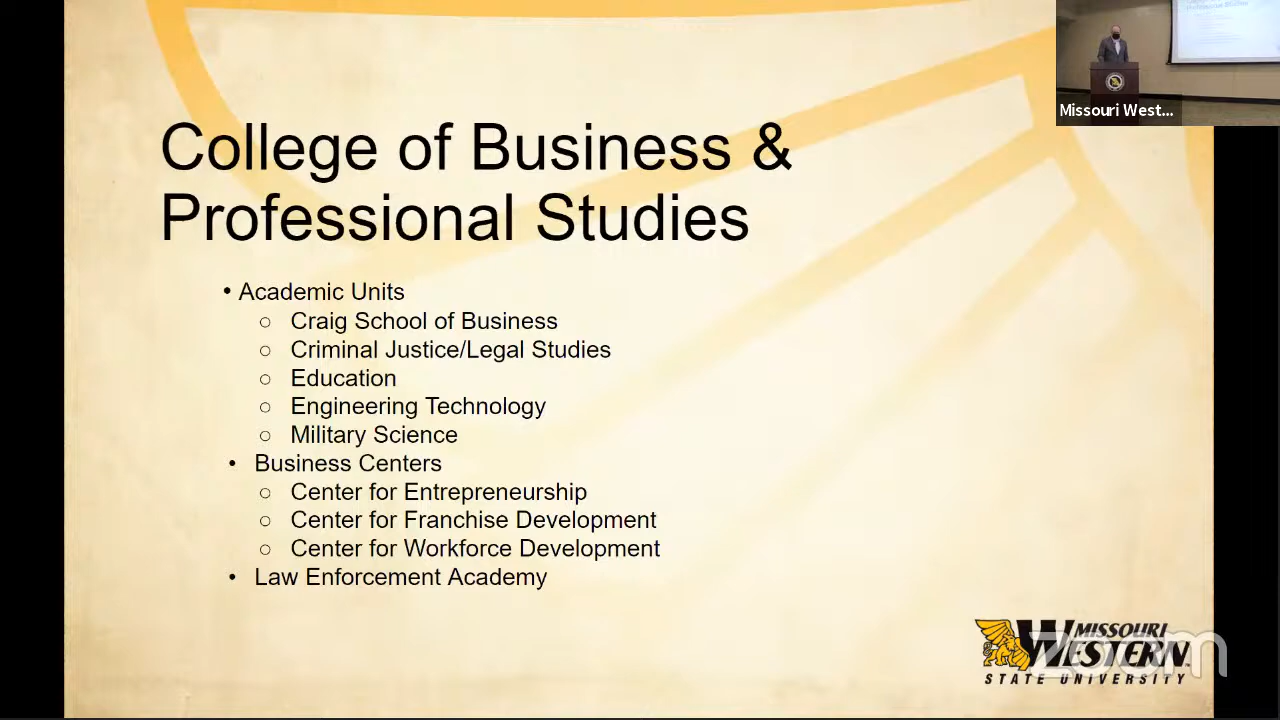 College of Business &
Professional Studies
• Academic Units
○ Craig School of Business
○ Criminal Justice/Legal Studies
○ Education
○ Engineering Technology
○ Military Science
• Business Centers
○ Center for Entrepreneurship
○ Center for Franchise Development
○ Center for Workforce Development
• Law Enforcement Academy
Missouri West...
MISSOURI
WESTERN
STATE UNIVERSITY
zoom